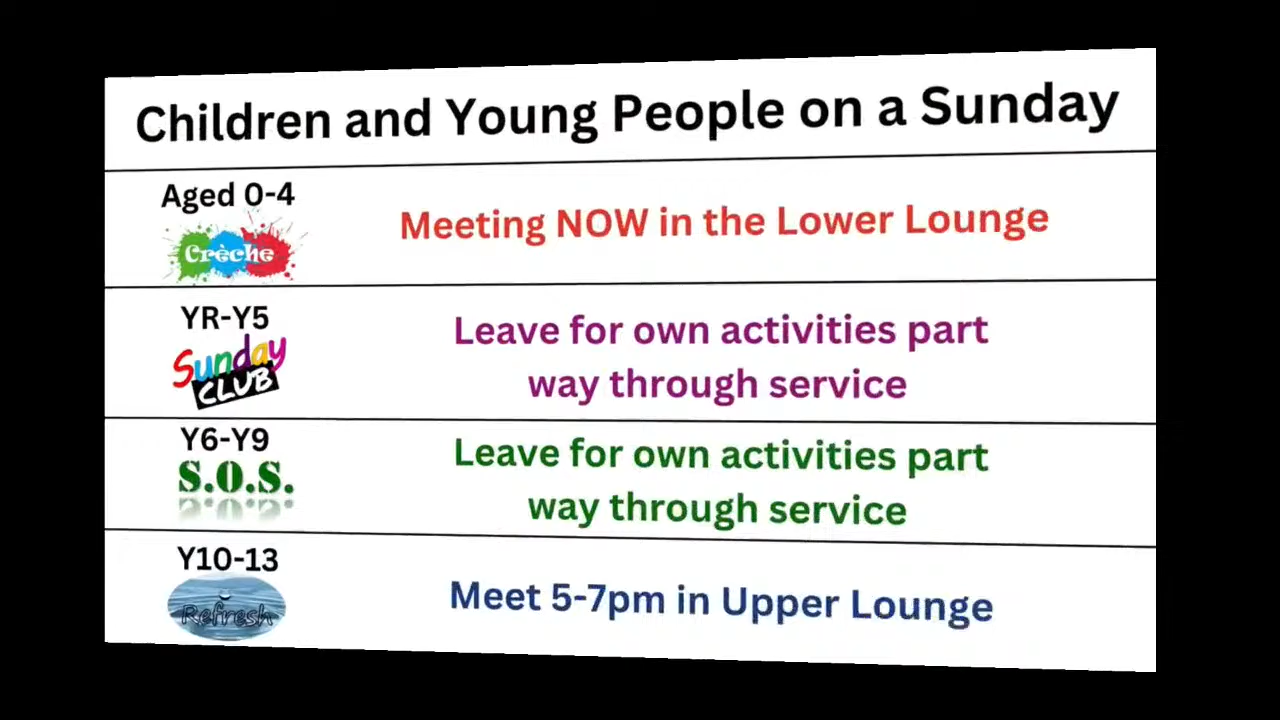 Children and Young People on a Sunday
Aged 0-4
Crèche
Meeting NOW in the Lower Lounge
YR-Y5
Sunday
CLUB
Leave for own activities part
way through service
Y6-Y9
S.O.S.
Leave for own activities part
way through service
Y10-13
Refresh
Meet 5-7pm in Upper Lounge